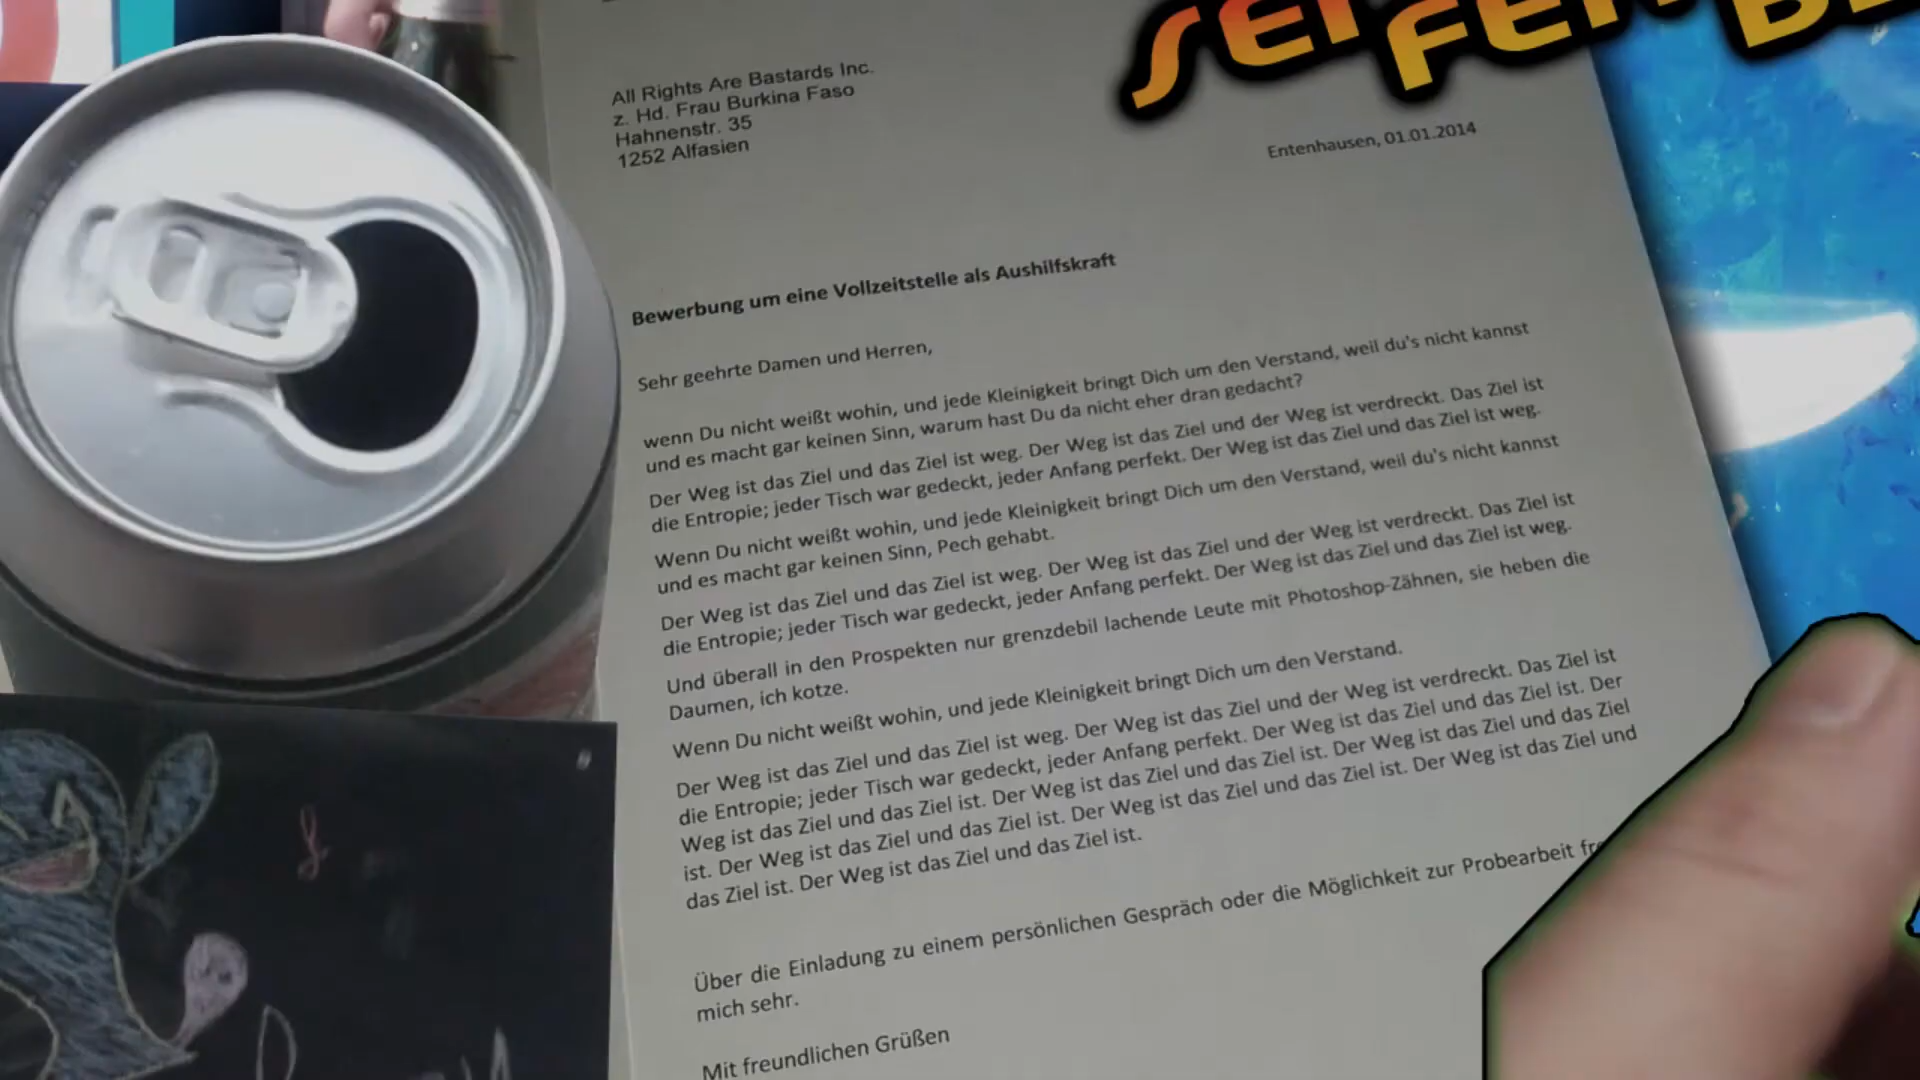 All Rights Are Bastards Inc.
z. Hd. Frau Burkina Faso
Hahnenstr. 35
1252 Alfasien
Entenhausen, 01.01.2014
Bewerbung um eine Vollzeitstelle als Aushilfskraft
Sehr geehrte Damen und Herren,
wenn Du nicht weißt wohin, und jede Kleinigkeit bringt Dich um den Verstand, weil du's nicht kannst
und es macht gar keinen Sinn, warum hast Du da nicht eher dran gedacht?
Der Weg ist das Ziel und das Ziel ist weg. Der Weg ist das Ziel und der Weg ist verdreckt. Das Ziel ist
die Entropie; jeder Tisch war gedeckt, jeder Anfang perfekt. Der Weg ist das Ziel und das Ziel ist weg.
Wenn Du nicht weißt wohin, und jede Kleinigkeit bringt Dich um den Verstand, weil du's nicht kannst
und es macht gar keinen Sinn, Pech gehabt.
Der Weg ist das Ziel und das Ziel ist weg. Der Weg ist das Ziel und der Weg ist verdreckt. Das Ziel ist
die Entropie; jeder Tisch war gedeckt, jeder Anfang perfekt. Der Weg ist das Ziel und das Ziel ist weg.
Und überall in den Prospekten nur grenzdebil lachende Leute mit Photoshop-Zähnen, sie heben die
Daumen, ich kotze.
Wenn Du nicht weißt wohin, und jede Kleinigkeit bringt Dich um den Verstand.
Der Weg ist das Ziel und das Ziel ist weg. Der Weg ist das Ziel und der Weg ist verdreckt. Das Ziel ist
die Entropie; jeder Tisch war gedeckt, jeder Anfang perfekt. Der Weg ist das Ziel und das Ziel ist. Der
Weg ist das Ziel und das Ziel ist. Der Weg ist das Ziel und das Ziel ist. Der Weg ist das Ziel und das Ziel
ist. Der Weg ist das Ziel und das Ziel ist. Der Weg ist das Ziel und das Ziel ist. Der Weg ist das Ziel und
das Ziel ist. Der Weg ist das Ziel und das Ziel ist.
Über die Einladung zu einem persönlichen Gespräch oder die Möglichkeit zur Probearbeit
mich sehr.
Mit freundlichen Grüßen